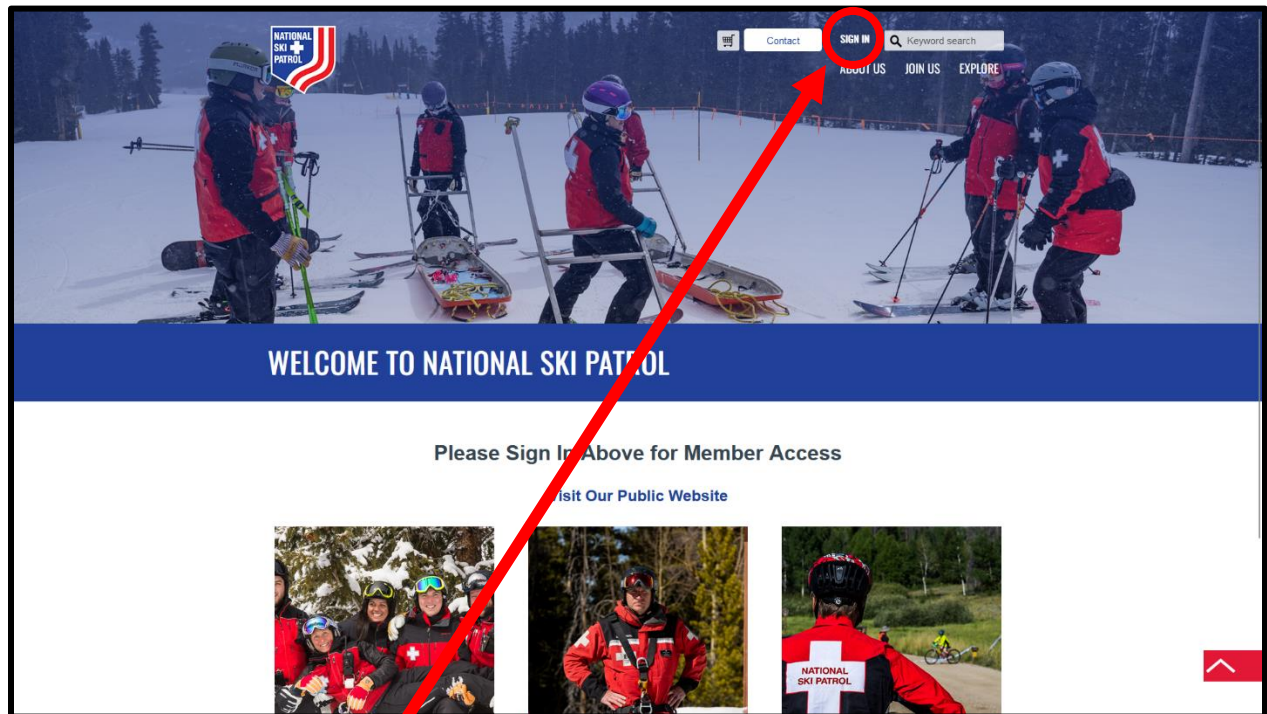 NATIONAL
SKI
PATROL
Contact
SIGN IN
Keyword search
ABOUT US JOIN US EXPLORE
WELCOME TO NATIONAL SKI PATROL
Please Sign In Above for Member Access
Visit Our Public Website
NATIONAL
SKI PATROL